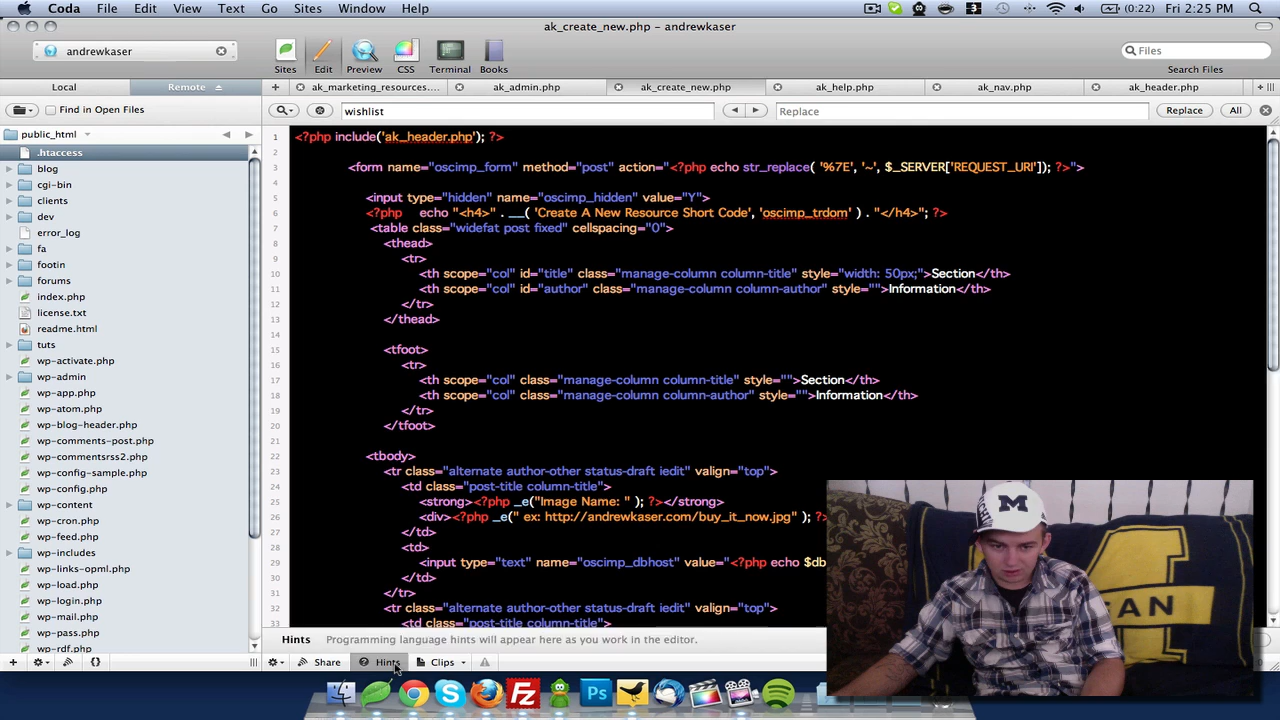 Coda File Edit View Text Go Sites Window Help 3 (0:22) Fri 2:25 PM
ak_create_new.php – andrewkaser
andrewkaser
Sites Edit Preview CSS Terminal Books
Files
Search Files
Local Remote
ak_marketing_resources.... ak_admin.php ak_create_new.php ak_help.php ak_nav.php ak_header.php
Find in Open Files
wishlist
Replace
Replace
All
public_html
.htaccess
blog
cgi-bin
clients
dev
error_log
fa
footin
forums
index.php
license.txt
readme.html
tuts
wp-activate.php
wp-admin
wp-app.php
wp-atom.php
wp-blog-header.php
wp-comments-post.php
wp-commentsrss2.php
wp-config-sample.php
wp-config.php
wp-content
wp-cron.php
wp-feed.php
wp-includes
wp-links-opml.php
wp-load.php
wp-login.php
wp-mail.php
wp-pass.php
wp-rdf.php
1 <?php include('ak_header.php'); ?>
2
3 <form name="oscimp_form" method="post" action="<?php echo str_replace( '%7E', '~', $_SERVER['REQUEST_URI']); ?>">
4
5 <input type="hidden" name="oscimp_hidden" value="Y">
6 <?php echo "<h4>" . __( 'Create A New Resource Short Code', 'oscimp_trdom' ) . "</h4>"; ?>
7 <table class="widefat post fixed" cellspacing="0">
8 <thead>
9 <tr>
10 <th scope="col" id="title" class="manage-column column-title" style="width: 50px;">Section</th>
11 <th scope="col" id="author" class="manage-column column-author" style="">Information</th>
12 </tr>
13 </thead>
14
15 <tfoot>
16 <tr>
17 <th scope="col" class="manage-column column-title" style="">Section</th>
18 <th scope="col" class="manage-column column-author" style="">Information</th>
19 </tr>
20 </tfoot>
21
22 <tbody>
23 <tr class="alternate author-other status-draft iedit" valign="top">
24 <td class="post-title column-title">
25 <strong><?php _e("Image Name: " ); ?></strong>
26 <div><?php _e(" ex: http://andrewkaser.com/buy_it_now.jpg" ); ?>
27 </td>
28 <td>
29 <input type="text" name="oscimp_dbhost" value="<?php echo $db
30 </td>
31 </tr>
32 <tr class="alternate author-other status-draft iedit" valign="top">
33 <td class="post-title column-title">
Hints Programming language hints will appear here as you work in the editor.
Share Hints Clips
M
AN
Ps
Fz